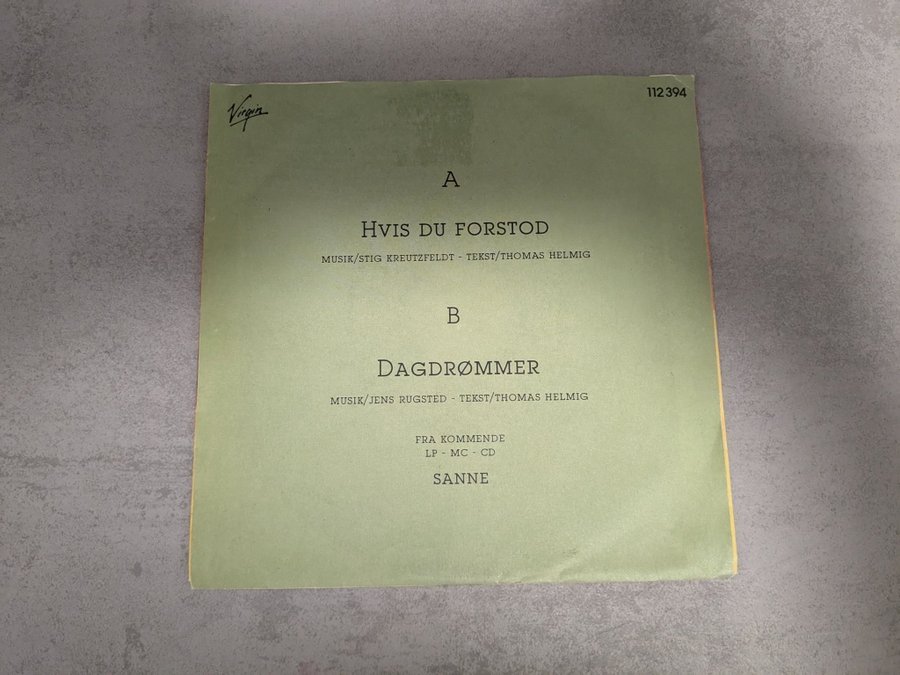 Virgin
112 394
A
HVIS DU FORSTOD
MUSIK/STIG KREUTZFELDT - TEKST/THOMAS HELMIG
B
DAGDRØMMER
MUSIK/JENS RUGSTED - TEKST/THOMAS HELMIG
FRA KOMMENDE
LP - MC - CD
SANNE